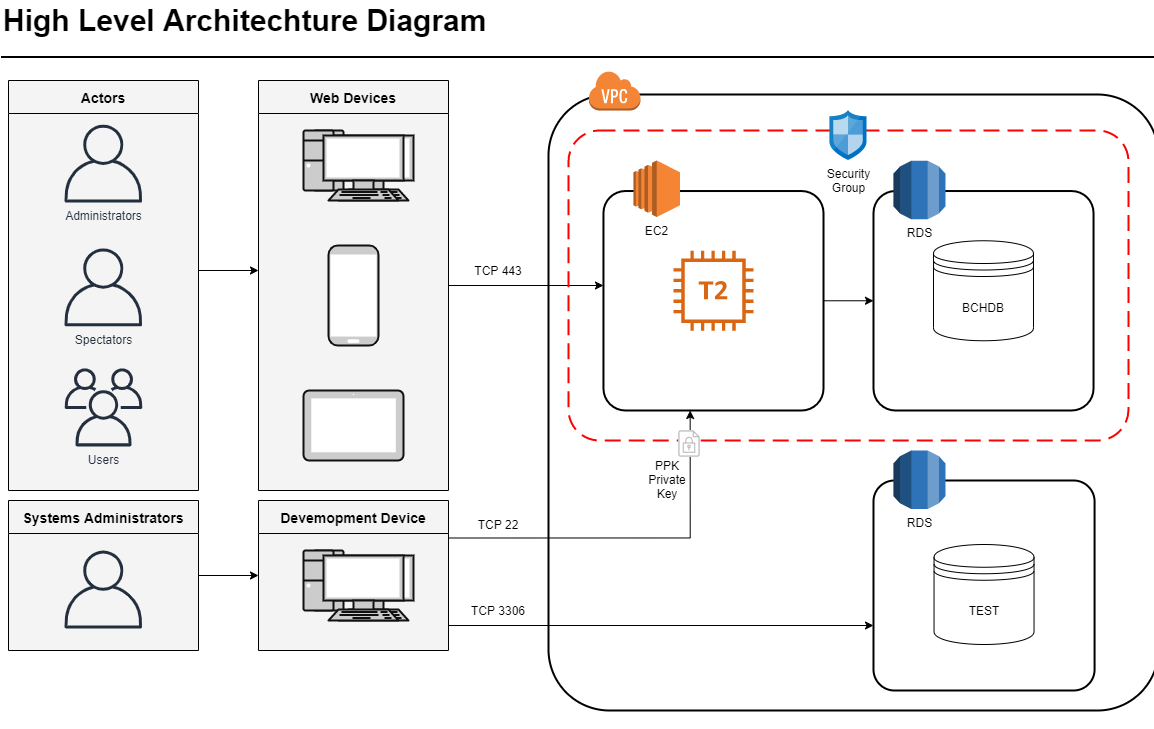 High Level Architechture Diagram
Actors
Administrators
Spectators
Users
Web Devices
TCP 443
VPC
Security
Group
EC2
T2
RDS
BCHDB
PPK
Private
Key
Systems Administrators
Devemopment Device
TCP 22
TCP 3306
RDS
TEST